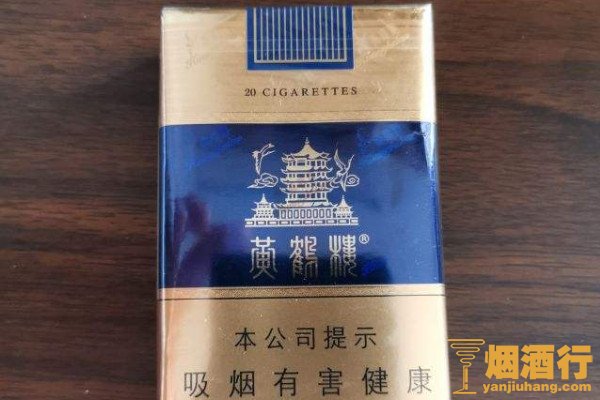 20 CIGARETTES
黄鹤楼®
本公司提示
吸烟有害健康
烟酒行
yanjiuhang.com